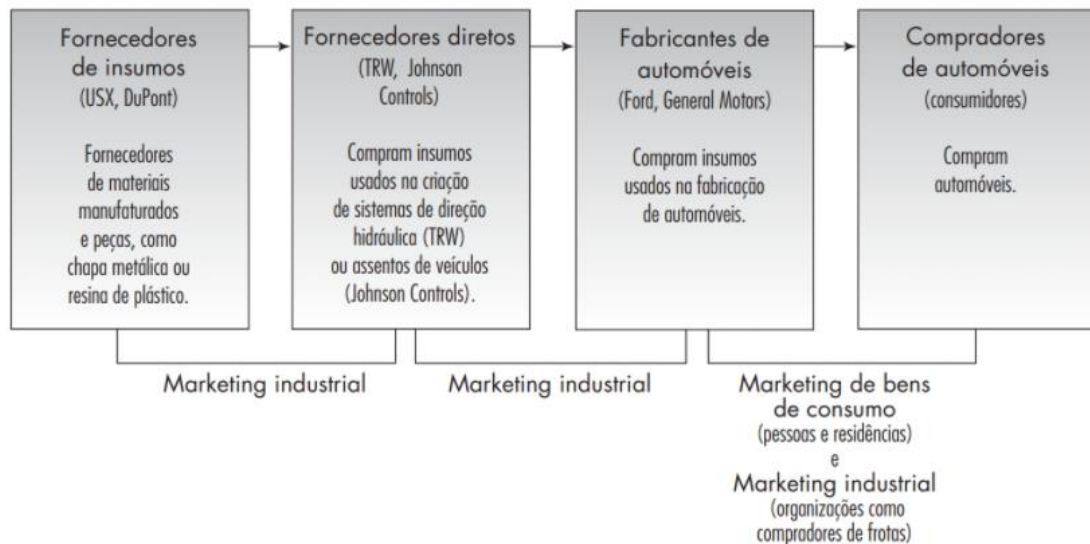 Fornecedores
de insumos
(USX, DuPont)
Fornecedores
de materiais
manufaturados
e peças, como
chapa metálica ou
resina de plástico.
Fornecedores diretos
(TRW, Johnson
Controls)
Compram insumos
usados na criação
de sistemas de direção
hidráulica (TRW)
ou assentos de veículos
(Johnson Controls).
Fabricantes de
automóveis
(Ford, General Motors)
Compram insumos
usados na fabricação
de automóveis.
Compradores
de automóveis
(consumidores)
Compram
automóveis.
Marketing industrial
Marketing industrial
Marketing de bens
de consumo
(pessoas e residências)
e
Marketing industrial
(organizações como
compradores de frotas)